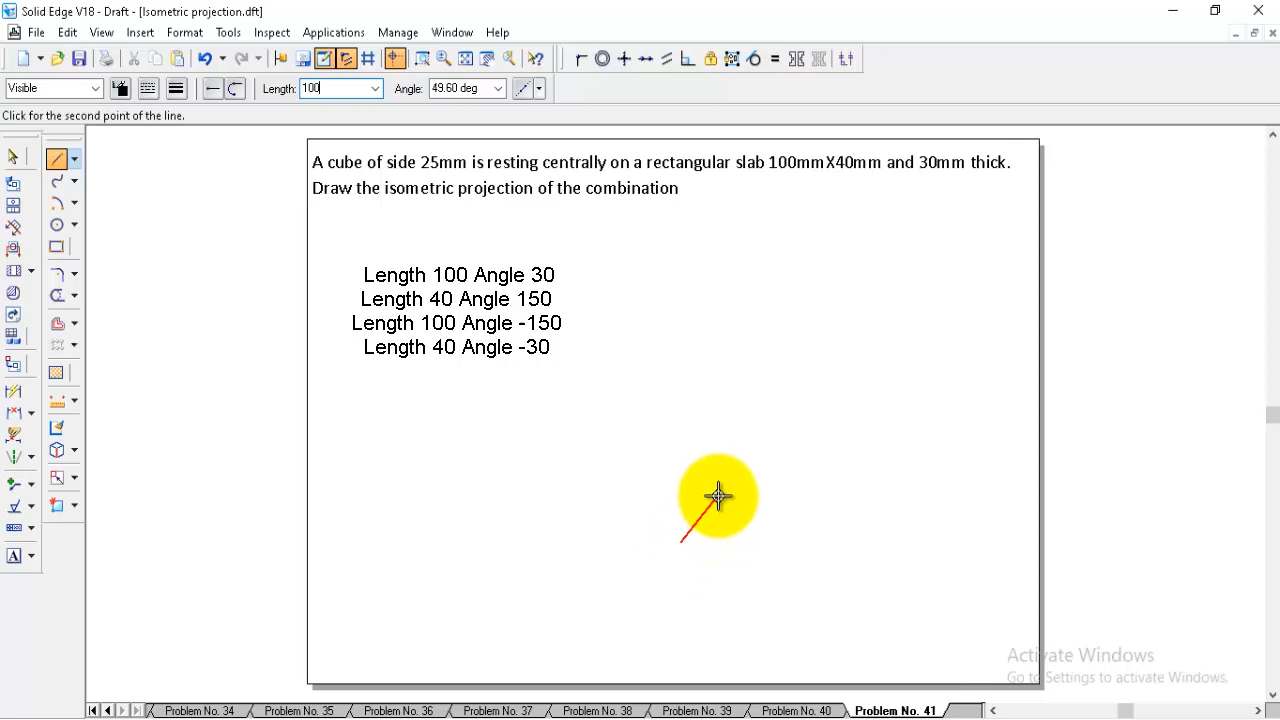 Solid Edge V18 - Draft - [Isometric projection.dft]
File Edit View Insert Format Tools Inspect Applications Manage Window Help
Visible Length: 100 Angle: 49.60 deg
Click for the second point of the line.
A cube of side 25mm is resting centrally on a rectangular slab 100mmX40mm and 30mm thick.
Draw the isometric projection of the combination
Length 100 Angle 30
Length 40 Angle 150
Length 100 Angle -150
Length 40 Angle -30
A
Activate Windows
Go to Settings to activate Windows.
Problem No. 34 Problem No. 35 Problem No. 36 Problem No. 37 Problem No. 38 Problem No. 39 Problem No. 40 Problem No. 41